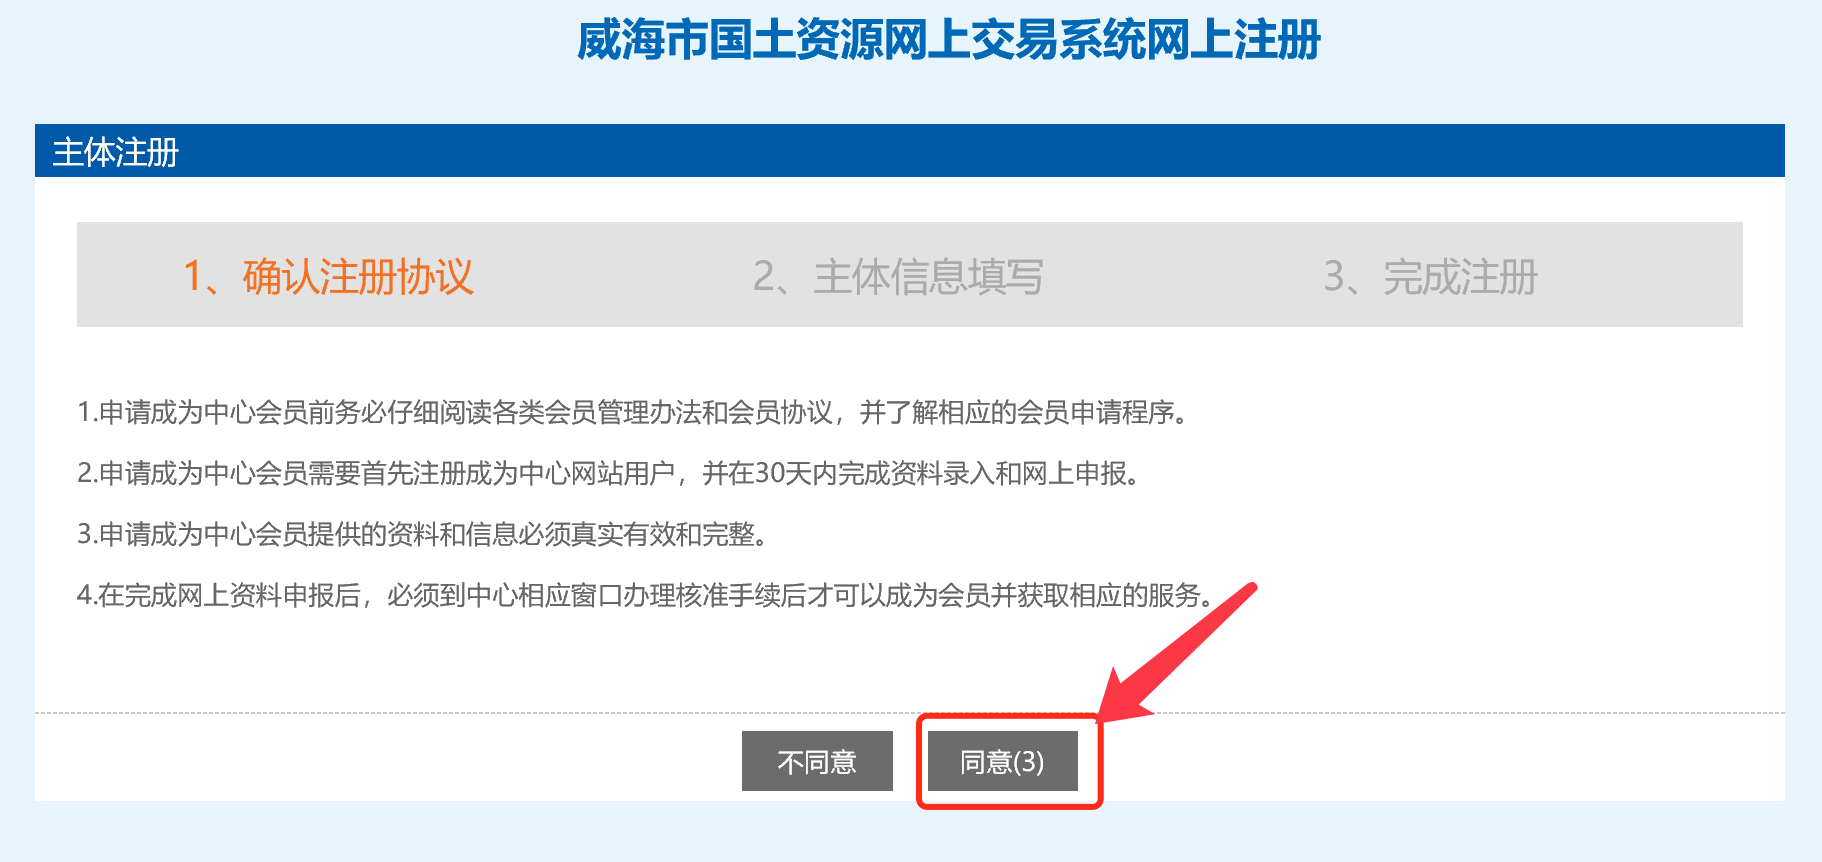 威海市国土资源网上交易系统网上注册
主体注册
1、确认注册协议
2、主体信息填写
3、完成注册
1.申请成为中心会员前务必仔细阅读各类会员管理办法和会员协议，并了解相应的会员申请程序。
2.申请成为中心会员需要首先注册成为中心网站用户，并在30天内完成资料录入和网上申报。
3.申请成为中心会员提供的资料和信息必须真实有效和完整。
4.在完成网上资料申报后，必须到中心相应窗口办理核准手续后才可以成为会员并获取相应的服务。
不同意
同意(3)